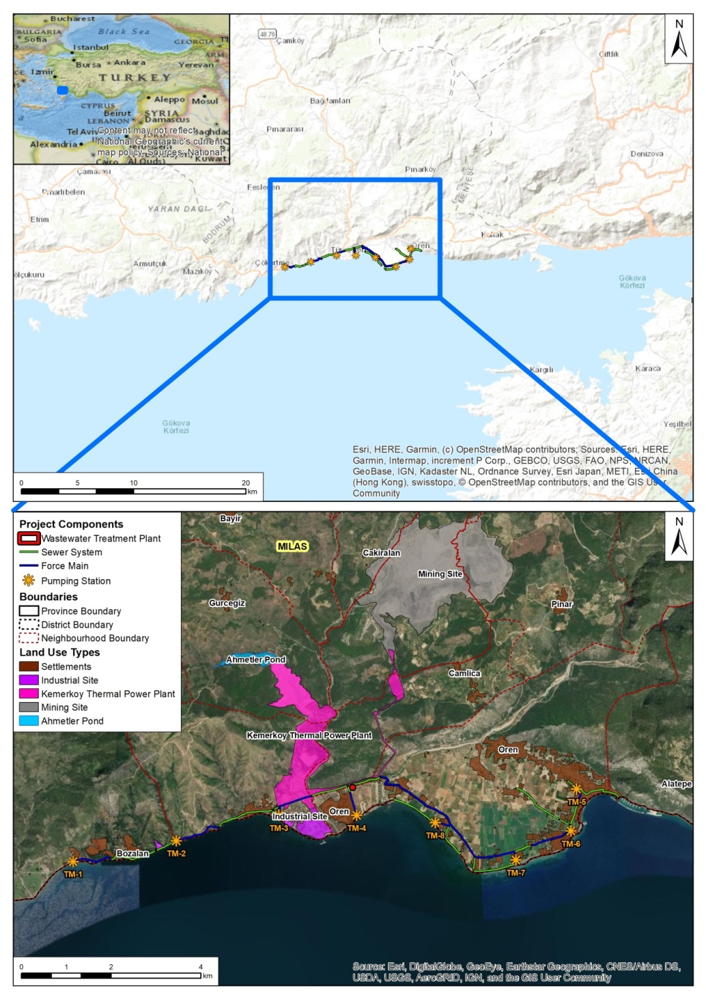 Bucharest
Black Sea
BULGARIA
Sofia
GEORGIA
Istanbul
ARM.
Bursa
Ankara
Yerevan
Izmir
TURKEY
CYPRUS
Aleppo
Mosul
Beirut
SYRIA
LEBANON
Damascus
Tel Aviv
Content may not reflect
Baghdad
National Geographic's current
Alexandria
map policy. Sources: National
Cairo
Al Quds)
Kuwait
N
48.76
Çamköy
Çiftlik
Bağdamları
Pınararası
Denizova
Pınarköy
MENTEŞE
Pınarlıbelen
YARAN DAĞI
Etrim
BODRUM
Armutçuk
Mazıköy
Çökertme
Ören
ölçukuru
Gökova
Körfezi
Kargılı
Karaca
Gökova
Körfezi
Yeşilbel
Esri, HERE, Garmin, (c) OpenStreetMap contributors; Sources: Esri, HERE,
Garmin, Intermap, increment P Corp., GEBCO, USGS, FAO, NPS, NRCAN,
GeoBase, IGN, Kadaster NL, Ordnance Survey, Esri Japan, METI, Esri China
(Hong Kong), swisstopo, © OpenStreetMap contributors, and the GIS User
Community
0 5 10 20
km
Project Components
Wastewater Treatment Plant
Sewer System
Force Main
Pumping Station
Boundaries
Province Boundary
District Boundary
Neighbourhood Boundary
Land Use Types
Settlements
Industrial Site
Kemerkoy Thermal Power Plant
Mining Site
Ahmetler Pond
N
Bayir
MILAS
Cakiralan
Mining Site
Gurcegiz
Pinar
Ahmetler Pond
Camlica
Kemerkoy Thermal Power Plant
Oren
Alatepe
TM-5
Industrial Site
Oren
TM-3
TM-4
TM-8
TM-6
Bozalan
TM-2
TM-1
TM-7
0 1 2 4
km
Source: Esri, DigitalGlobe, GeoEye, Earthstar Geographics, CNES/Airbus DS,
USDA, USGS, AeroGRID, IGN, and the GIS User Community